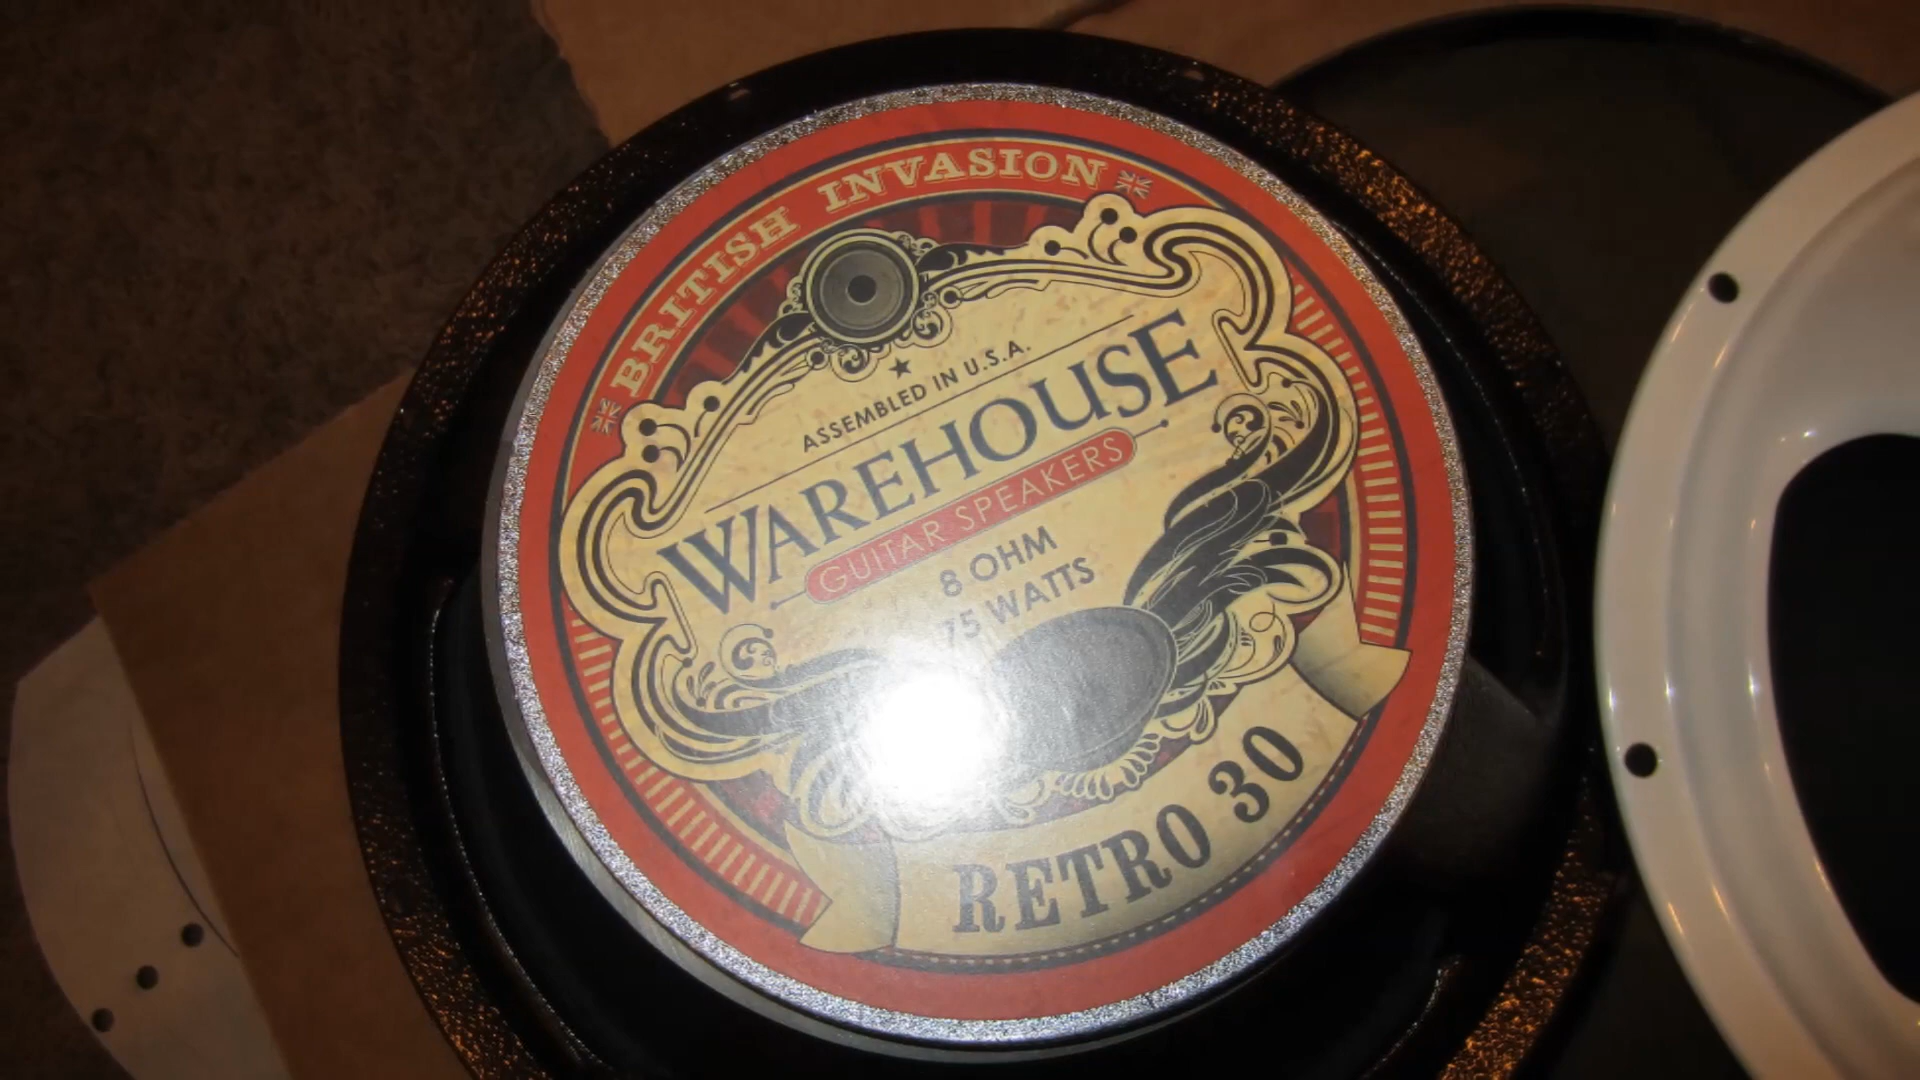 BRITISH INVASION
ASSEMBLED IN U.S.A.
WAREHOUSE
GUITAR SPEAKERS
8 OHM
75 WATTS
RETRO 30